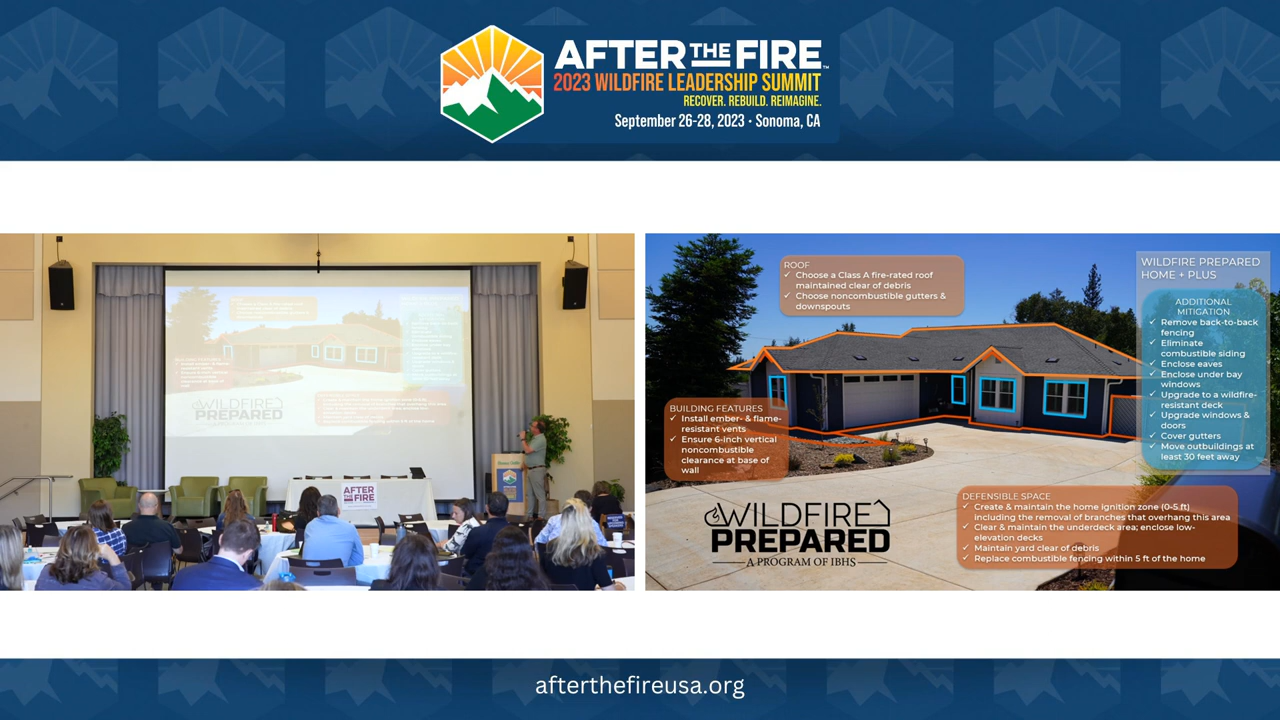 AFTER THE FIRE™
2023 WILDFIRE LEADERSHIP SUMMIT
RECOVER. REBUILD. REIMAGINE.
September 26-28, 2023 • Sonoma, CA
PREPARED
AFTER
THE FIRE
ROOF
✓ Choose a Class A fire-rated roof
maintained clear of debris
✓ Choose noncombustible gutters &
downspouts
WILDFIRE PREPARED
HOME + PLUS
ADDITIONAL
MITIGATION
✓ Remove back-to-back
fencing
✓ Eliminate
combustible siding
✓ Enclose eaves
✓ Enclose under bay
windows
✓ Upgrade to a wildfire-
resistant deck
✓ Upgrade windows &
doors
✓ Cover gutters
✓ Move outbuildings at
least 30 feet away
BUILDING FEATURES
✓ Install ember- & flame-
resistant vents
✓ Ensure 6-inch vertical
noncombustible
clearance at base of
wall
DEFENSIBLE SPACE
✓ Create & maintain the home ignition zone (0-5 ft)
including the removal of branches that overhang this area
✓ Clear & maintain the underdeck area; enclose low-
elevation decks
✓ Maintain yard clear of debris
✓ Replace combustible fencing within 5 ft of the home
WILDFIRE
PREPARED
A PROGRAM OF IBHS
afterthefireusa.org